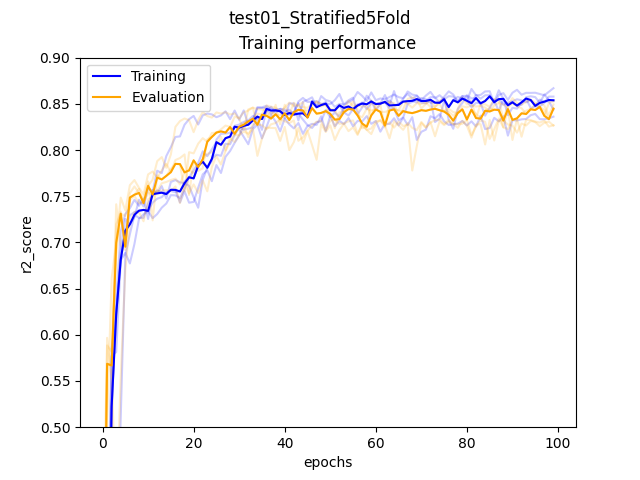 test01_Stratified5Fold
Training performance
Training
Evaluation
0.90
0.85
0.80
0.75
0.70
0.65
0.60
0.55
0.50
r2_score
0
20
40
60
80
100
epochs